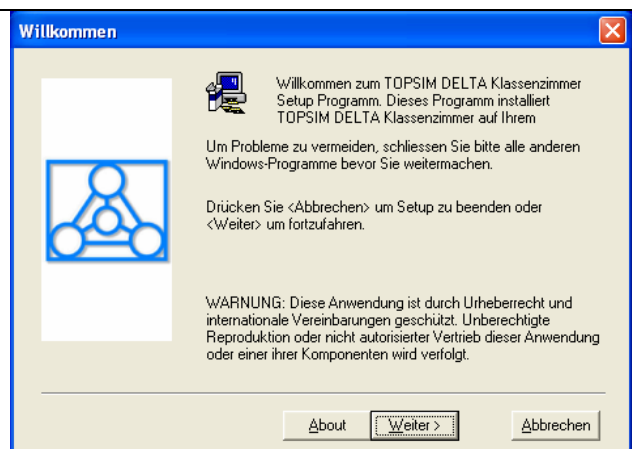 Willkommen
Willkommen zum TOPSIM DELTA Klassenzimmer
Setup Programm. Dieses Programm installiert
TOPSIM DELTA Klassenzimmer auf Ihrem
Um Probleme zu vermeiden, schliessen Sie bitte alle anderen
Windows-Programme bevor Sie weitermachen.
Drücken Sie <Abbrechen> um Setup zu beenden oder
<Weiter> um fortzufahren.
WARNUNG: Diese Anwendung ist durch Urheberrecht und
internationale Vereinbarungen geschützt. Unberechtigte
Reproduktion oder nicht autorisierter Vertrieb dieser Anwendung
oder einer ihrer Komponenten wird verfolgt.
About
Weiter >
Abbrechen